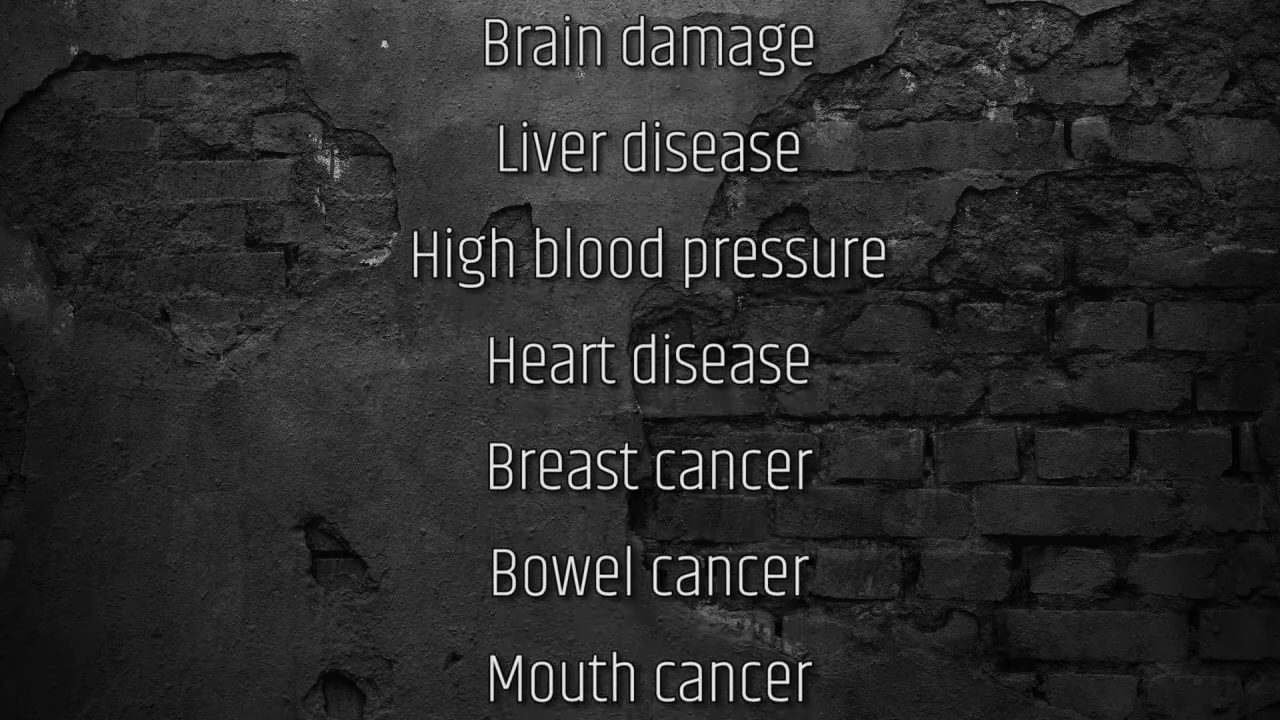 Brain damage
Liver disease
High blood pressure
Heart disease
Breast cancer
Bowel cancer
Mouth cancer